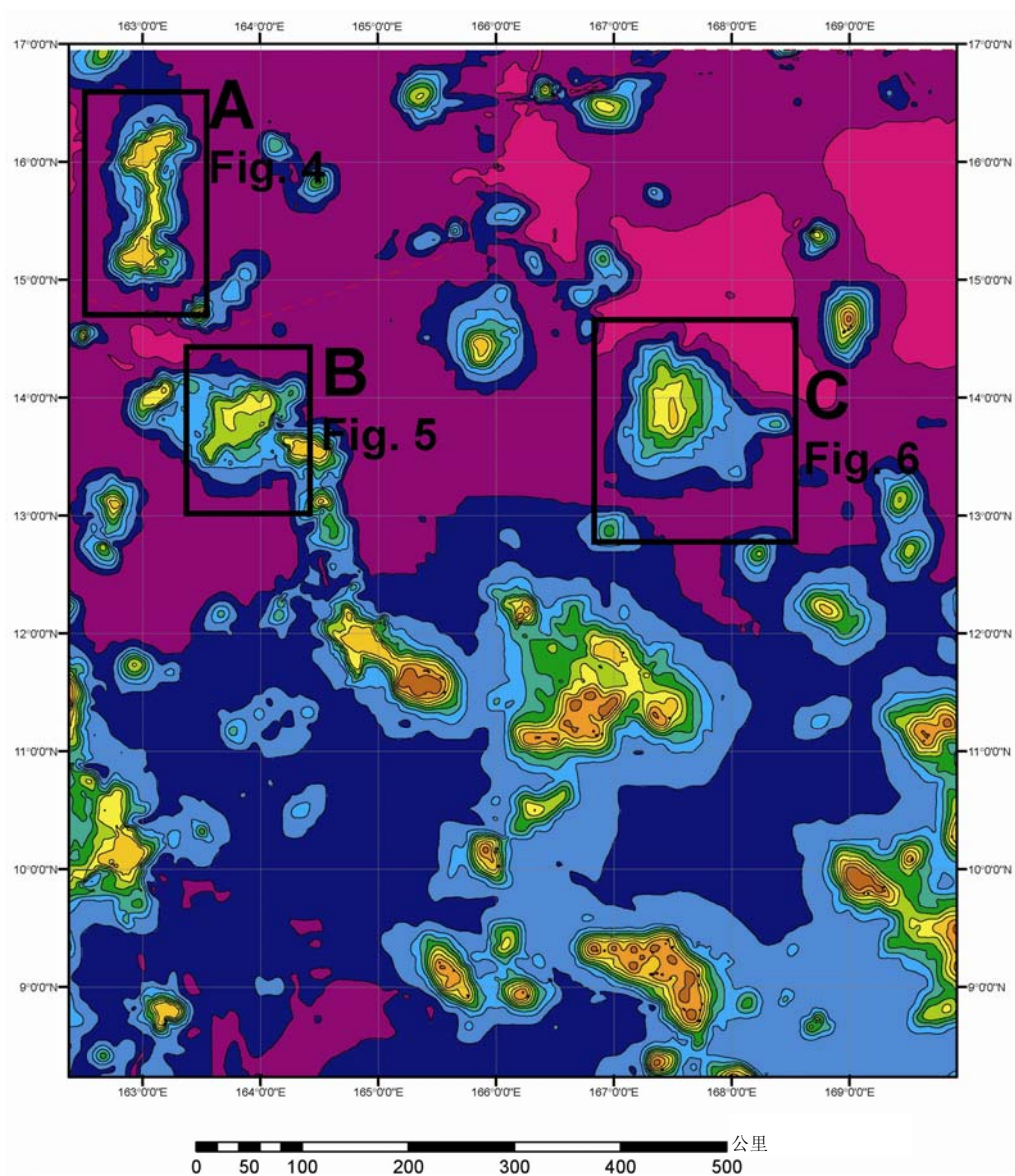 163°0'0"E 164°0'0"E 165°0'0"E 166°0'0"E 167°0'0"E 168°0'0"E 169°0'0"E
17°0'0"N 17°0'0"N
A
Fig. 4
16°0'0"N 16°0'0"N
15°0'0"N 15°0'0"N
B
Fig. 5
C
Fig. 6
14°0'0"N 14°0'0"N
13°0'0"N 13°0'0"N
12°0'0"N 12°0'0"N
11°0'0"N 11°0'0"N
10°0'0"N 10°0'0"N
9°0'0"N 9°0'0"N
163°0'0"E 164°0'0"E 165°0'0"E 166°0'0"E 167°0'0"E 168°0'0"E 169°0'0"E
公里
0 50 100 200 300 400 500